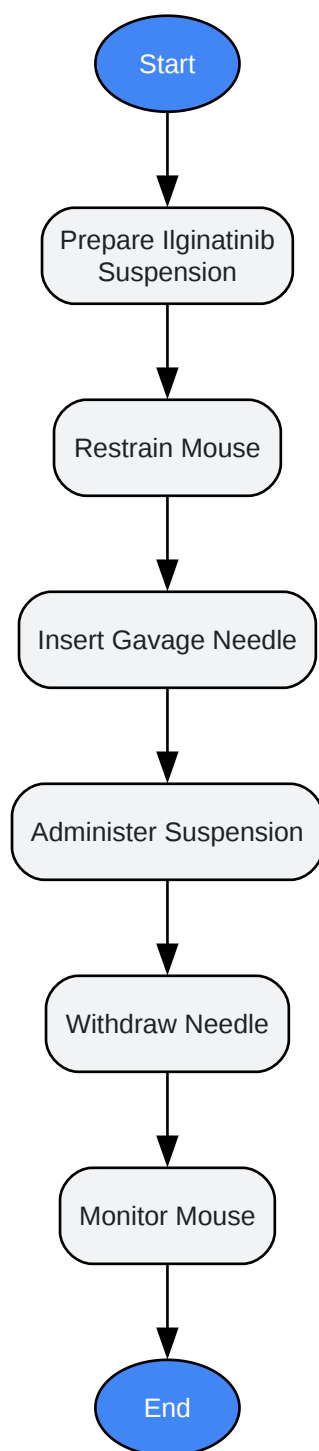 Start
Prepare Ilginatinib
Suspension
Restrain Mouse
Insert Gavage Needle
Administer Suspension
Withdraw Needle
Monitor Mouse
End